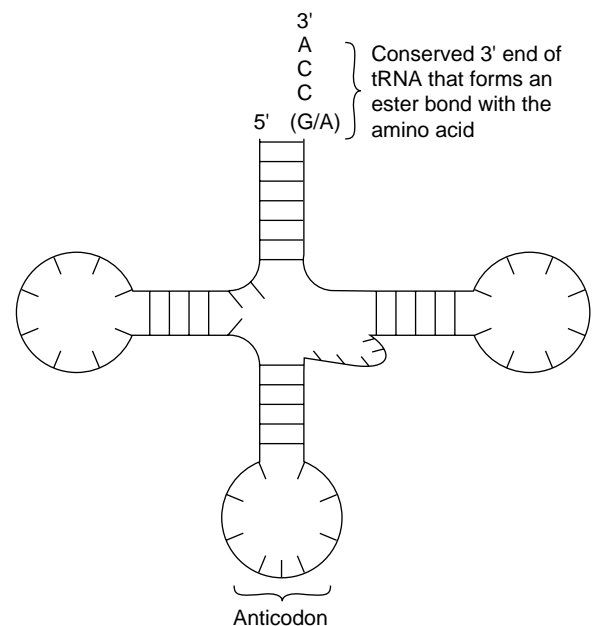 3'
A
C
C
5' (G/A)
Conserved 3' end of
tRNA that forms an
ester bond with the
amino acid
Anticodon